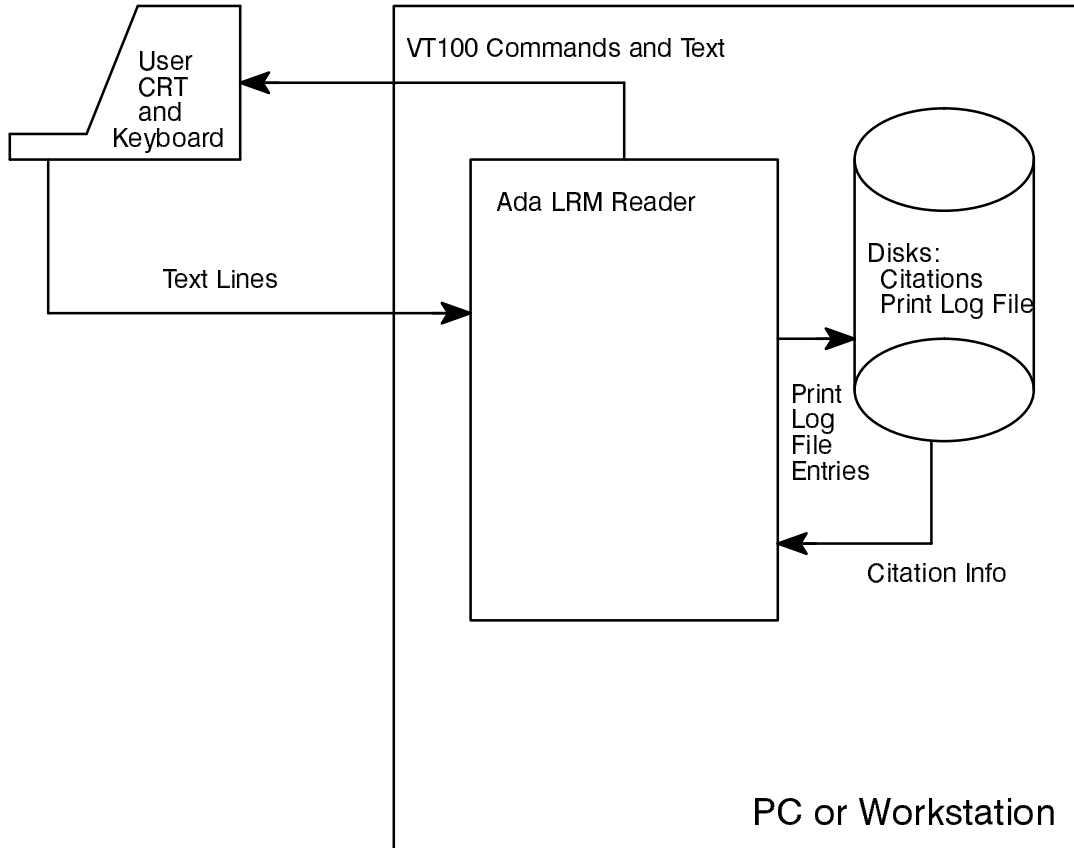 User
CRT
and
Keyboard
VT100 Commands and Text
Ada LRM Reader
Text Lines
Disks:
Citations
Print Log File
Print
Log
File
Entries
Citation Info
PC or Workstation